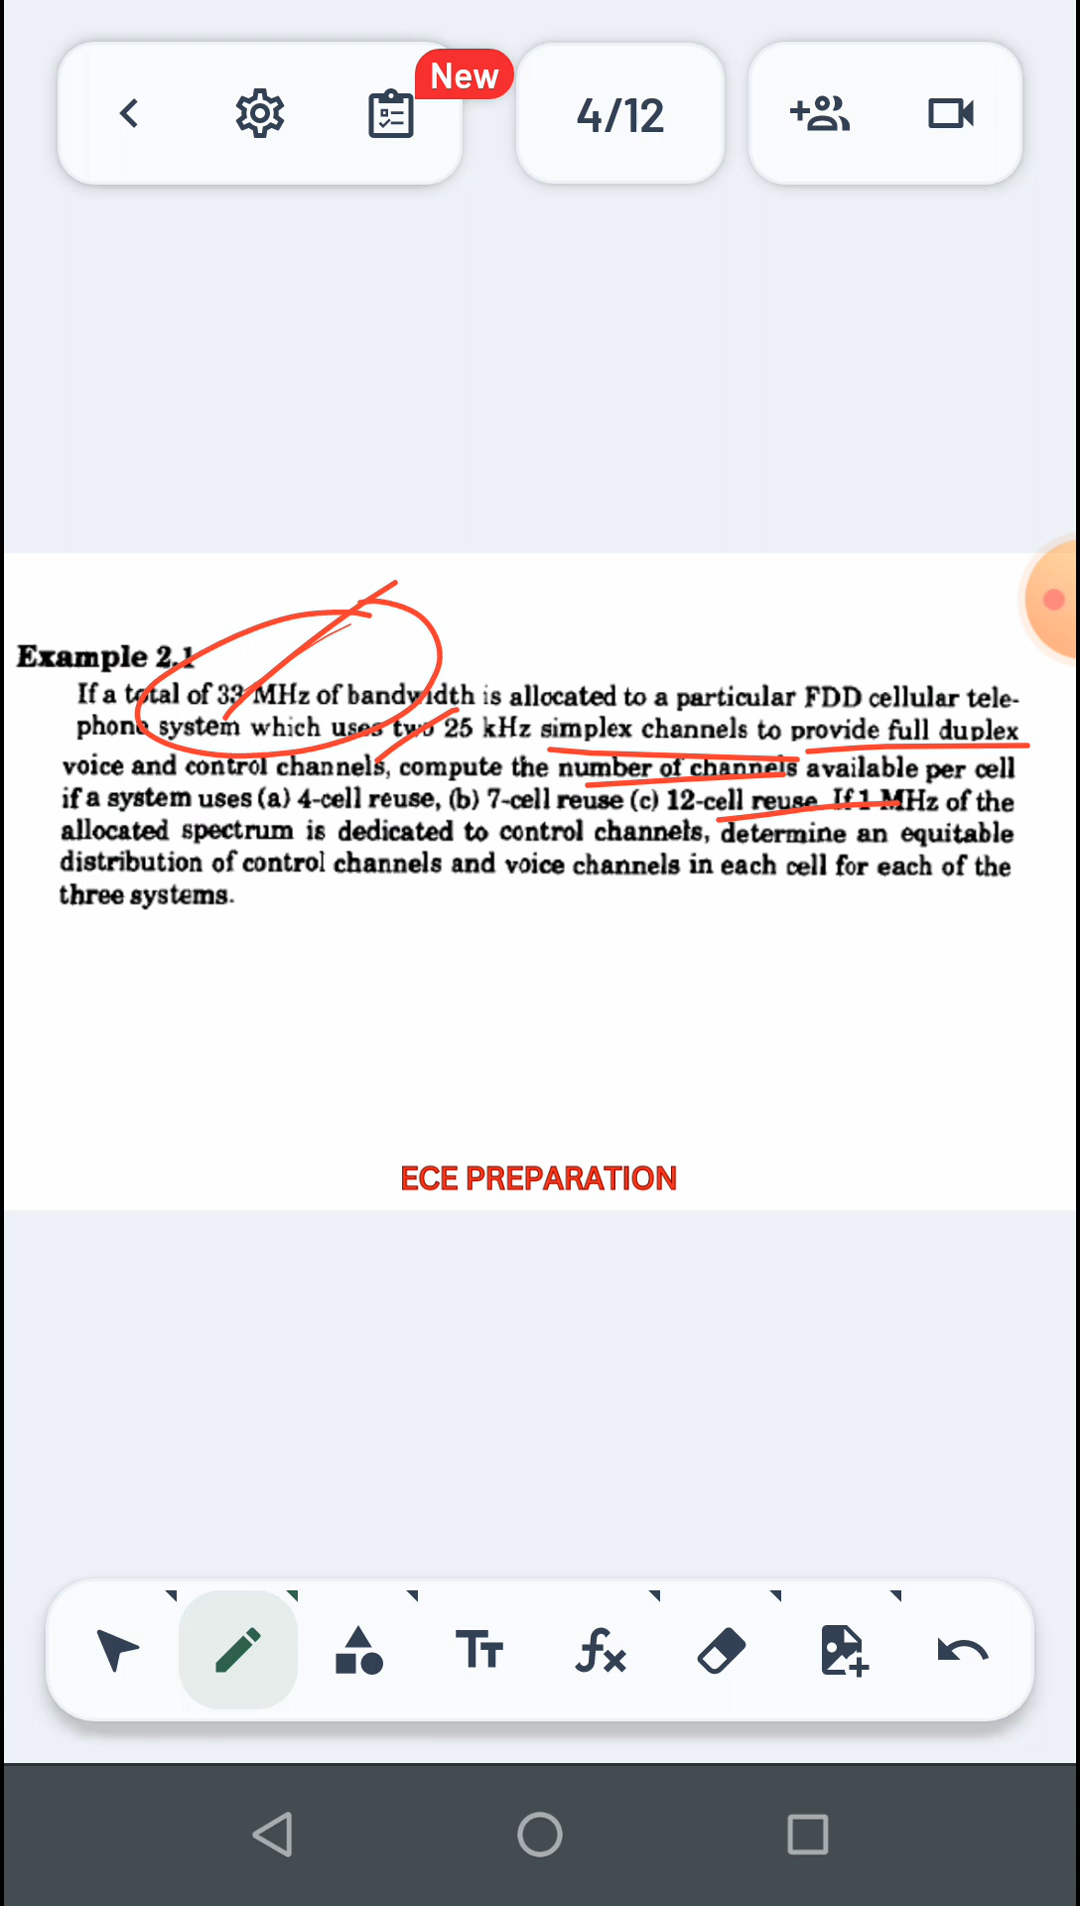 New
4/12
Example 2.1
If a total of 33 MHz of bandwidth is allocated to a particular FDD cellular tele-
phone system which uses two 25 kHz simplex channels to provide full duplex
voice and control channels, compute the number of channels available per cell
if a system uses (a) 4-cell reuse, (b) 7-cell reuse (c) 12-cell reuse. If 1 MHz of the
allocated spectrum is dedicated to control channels, determine an equitable
distribution of control channels and voice channels in each cell for each of the
three systems.
ECE PREPARATION
TT
fx